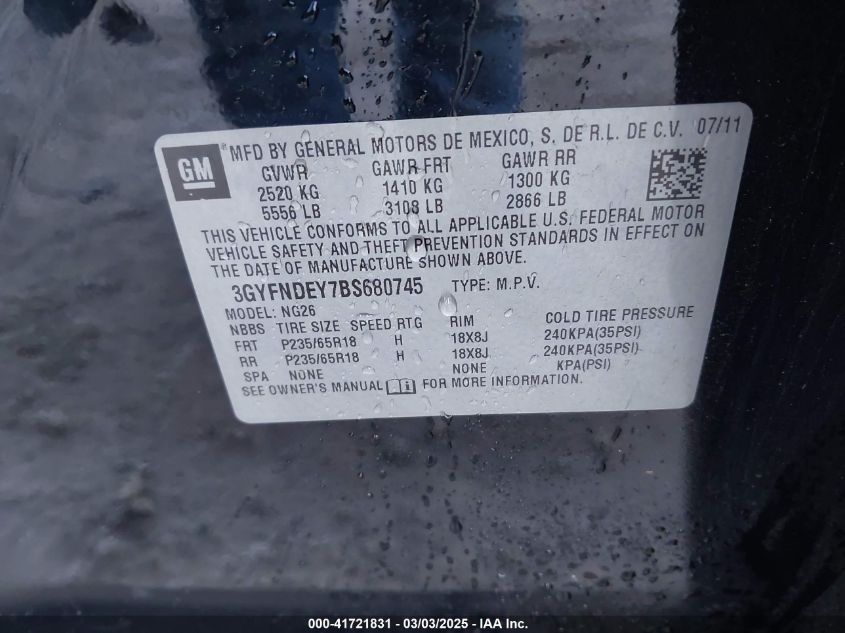 GM ® MFD BY GENERAL MOTORS DE MEXICO, S. DE R.L. DE C.V. 07/11
GVWR GAWR FRT GAWR RR
2520 KG 1410 KG 1300 KG
5556 LB 3108 LB 2866 LB
THIS VEHICLE CONFORMS TO ALL APPLICABLE U.S. FEDERAL MOTOR
VEHICLE SAFETY AND THEFT PREVENTION STANDARDS IN EFFECT ON
THE DATE OF MANUFACTURE SHOWN ABOVE.
3GYFNDEY7BS680745 TYPE: M.P.V.
MODEL: NG26
NBBS TIRE SIZE SPEED RTG RIM COLD TIRE PRESSURE
FRT P235/65R18 H 18X8J 240KPA(35PSI)
RR P235/65R18 H 18X8J 240KPA(35PSI)
SPA NONE NONE KPA(PSI)
SEE OWNER'S MANUAL FOR MORE INFORMATION.
000-41721831 - 03/03/2025 - IAA Inc.